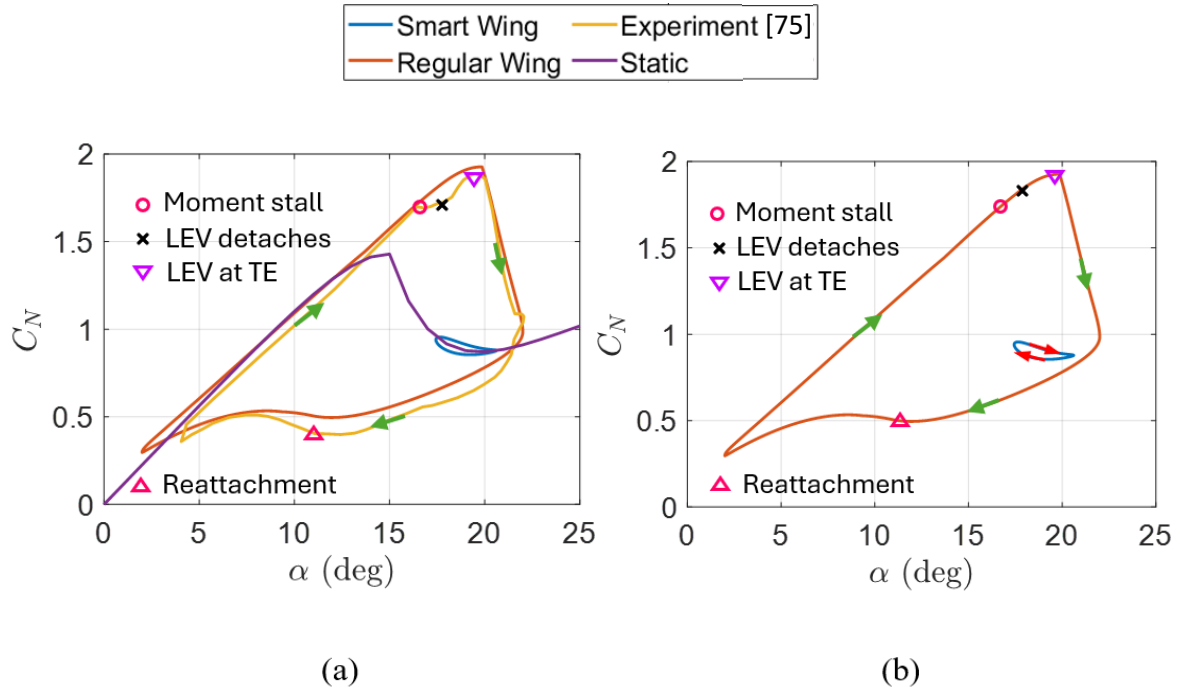 Smart Wing Experiment [75]
Regular Wing Static
2
1.5
1
0.5
0
C_N
Moment stall
LEV detaches
LEV at TE
Reattachment
0 5 10 15 20 25
α (deg)
(a)
2
1.5
1
0.5
0
C_N
Moment stall
LEV detaches
LEV at TE
Reattachment
0 5 10 15 20 25
α (deg)
(b)